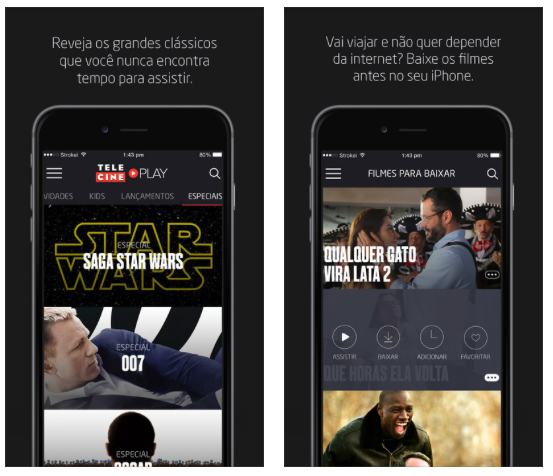 Reveja os grandes clássicos
que você nunca encontra
tempo para assistir.
Strokei 1:43 pm 80%
TELE
CINE PLAY
VIDADES KIDS LANÇAMENTOS ESPECIAIS
STAR
ESPECIAL
SAGA STAR WARS
WARS
ESPECIAL
007
ESPECIAL
OSCAR
Vai viajar e não quer depender
da internet? Baixe os filmes
antes no seu iPhone.
Strokei 1:43 pm 80%
FILMES PARA BAIXAR
QUALQUER GATO
VIRA LATA 2
ASSISTIR BAIXAR ADICIONAR FAVORITAR
QUE HORAS ELA VOLTA